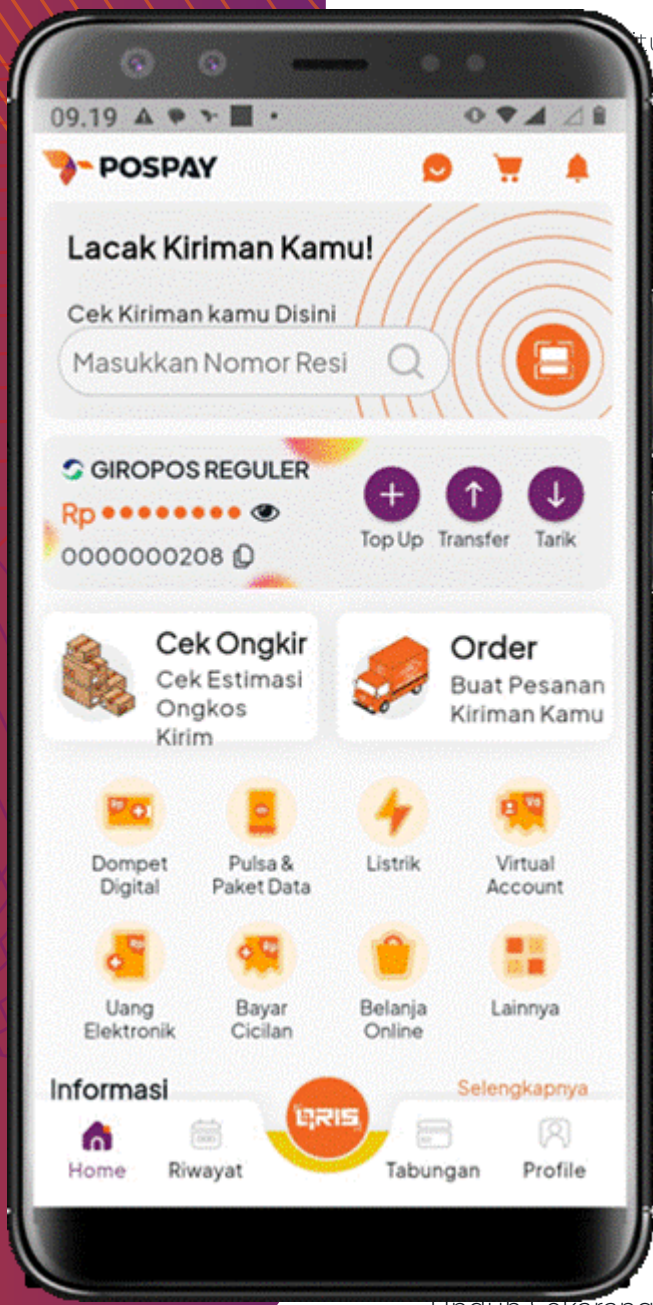 09.19
POSPAY
Lacak Kiriman Kamu!
Cek Kiriman kamu Disini
Masukkan Nomor Resi
GIROPOS REGULER
Rp
0000000208
Top Up
Transfer
Tarik
Cek Ongkir
Cek Estimasi
Ongkos
Kirim
Order
Buat Pesanan
Kiriman Kamu
Dompet
Digital
Pulsa &
Paket Data
Listrik
Virtual
Account
Uang
Elektronik
Bayar
Cicilan
Belanja
Online
Lainnya
Informasi
Selengkapnya
QRIS
Home
Riwayat
Tabungan
Profile